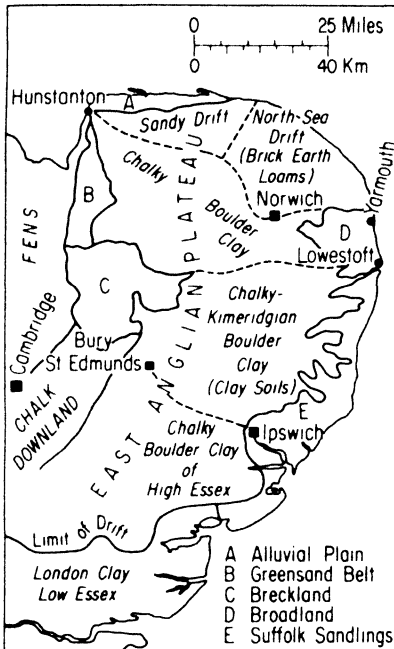 0 25 Miles
0 40 Km
Hunstanton
A
Sandy Drift
North-Sea
Drift
(Brick Earth
Loams)
Chalky
Boulder
Clay
Norwich
Yarmouth
B
D
Lowestoft
FENS
C
EAST ANGLIAN PLATEAU
Chalky-
Kimeridgian
Boulder
Clay
(Clay Soils)
Cambridge
Bury
St Edmunds
CHALK
DOWNLAND
E
Ipswich
Chalky
Boulder Clay
of
High Essex
Limit of Drift
London Clay
Low Essex
A Alluvial Plain
B Greensand Belt
C Breckland
D Broadland
E Suffolk Sandlings